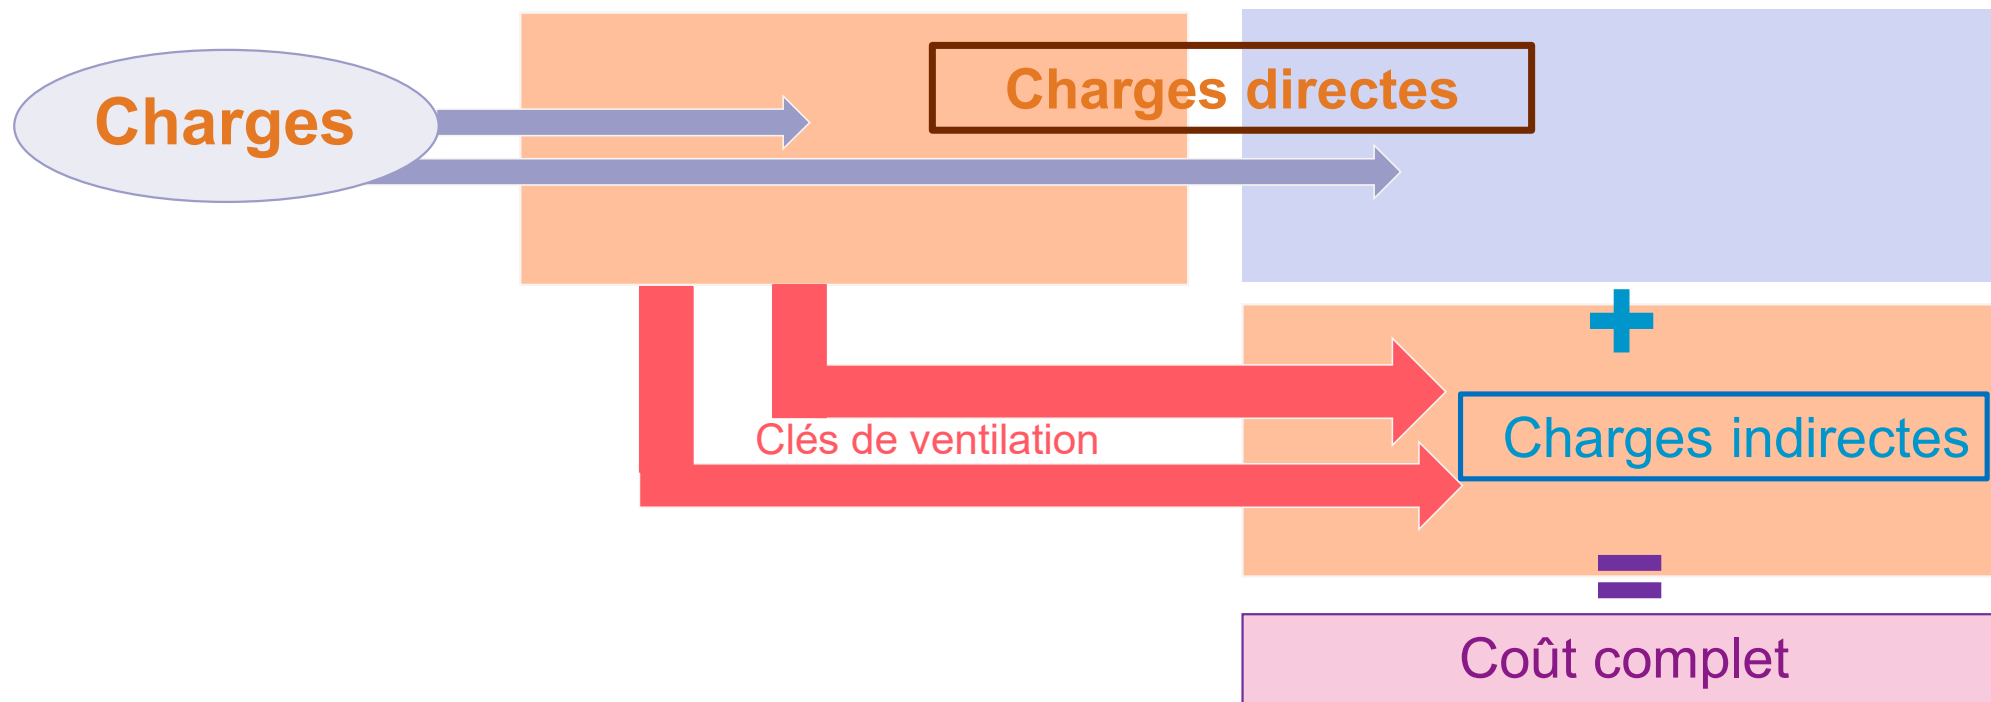 Charges
Charges directes
+
Clés de ventilation
Charges indirectes
=
Coût complet